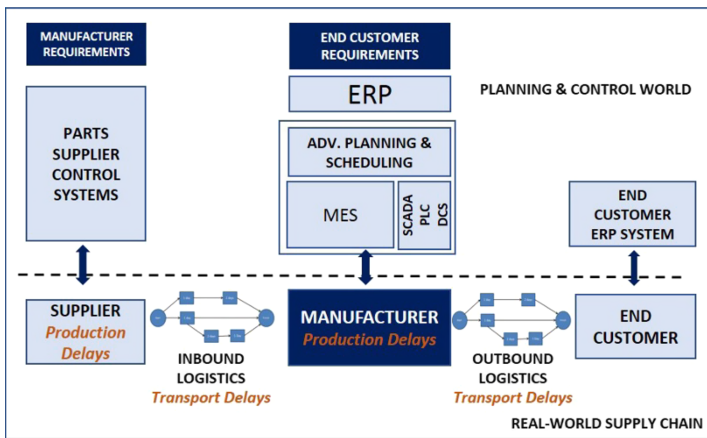 MANUFACTURER
REQUIREMENTS
END CUSTOMER
REQUIREMENTS
ERP
PLANNING & CONTROL WORLD
PARTS
SUPPLIER
CONTROL
SYSTEMS
ADV. PLANNING &
SCHEDULING
MES
SCADA
PLC
DCS
END
CUSTOMER
ERP SYSTEM
SUPPLIER
Production
Delays
INBOUND
LOGISTICS
Transport Delays
MANUFACTURER
Production Delays
OUTBOUND
LOGISTICS
Transport Delays
END
CUSTOMER
REAL-WORLD SUPPLY CHAIN